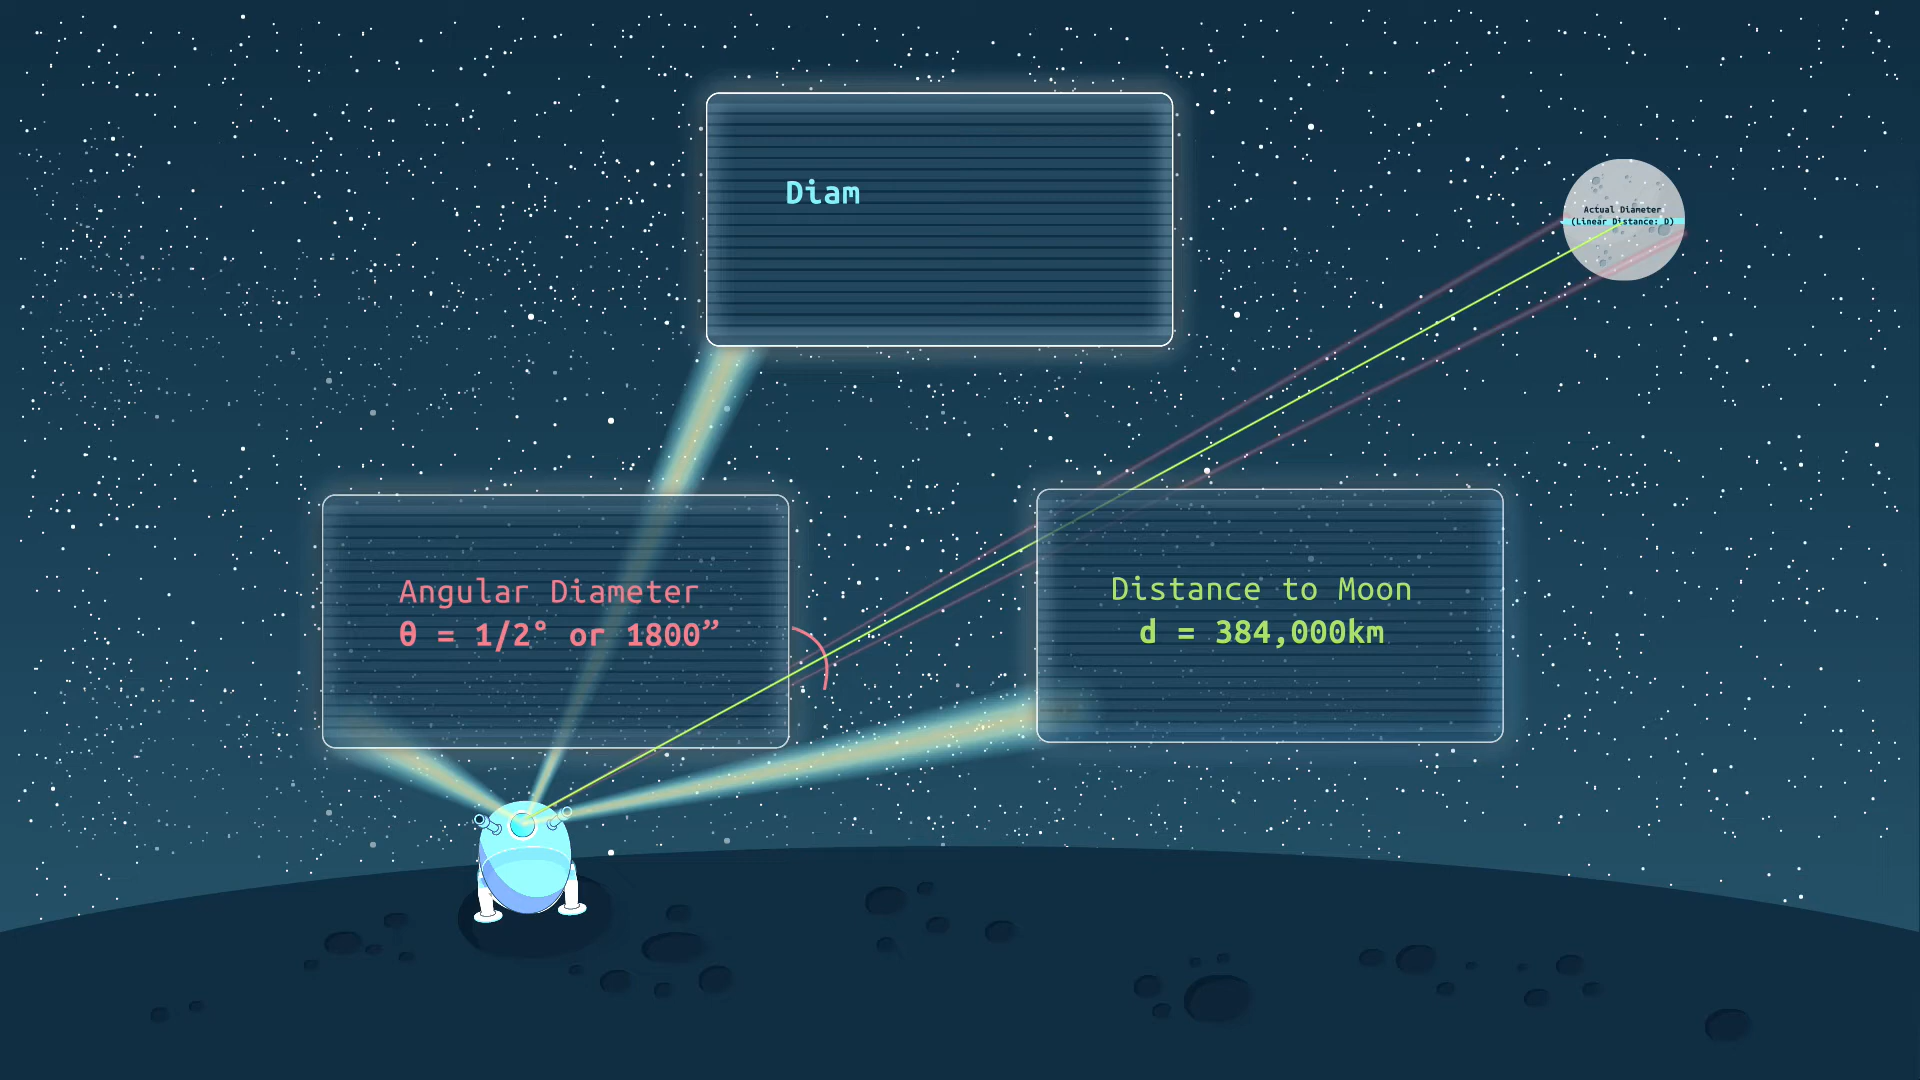 Diam
Actual Diameter
(Linear Distance: D)
Angular Diameter
θ = 1/2° or 1800”
Distance to Moon
d = 384,000km